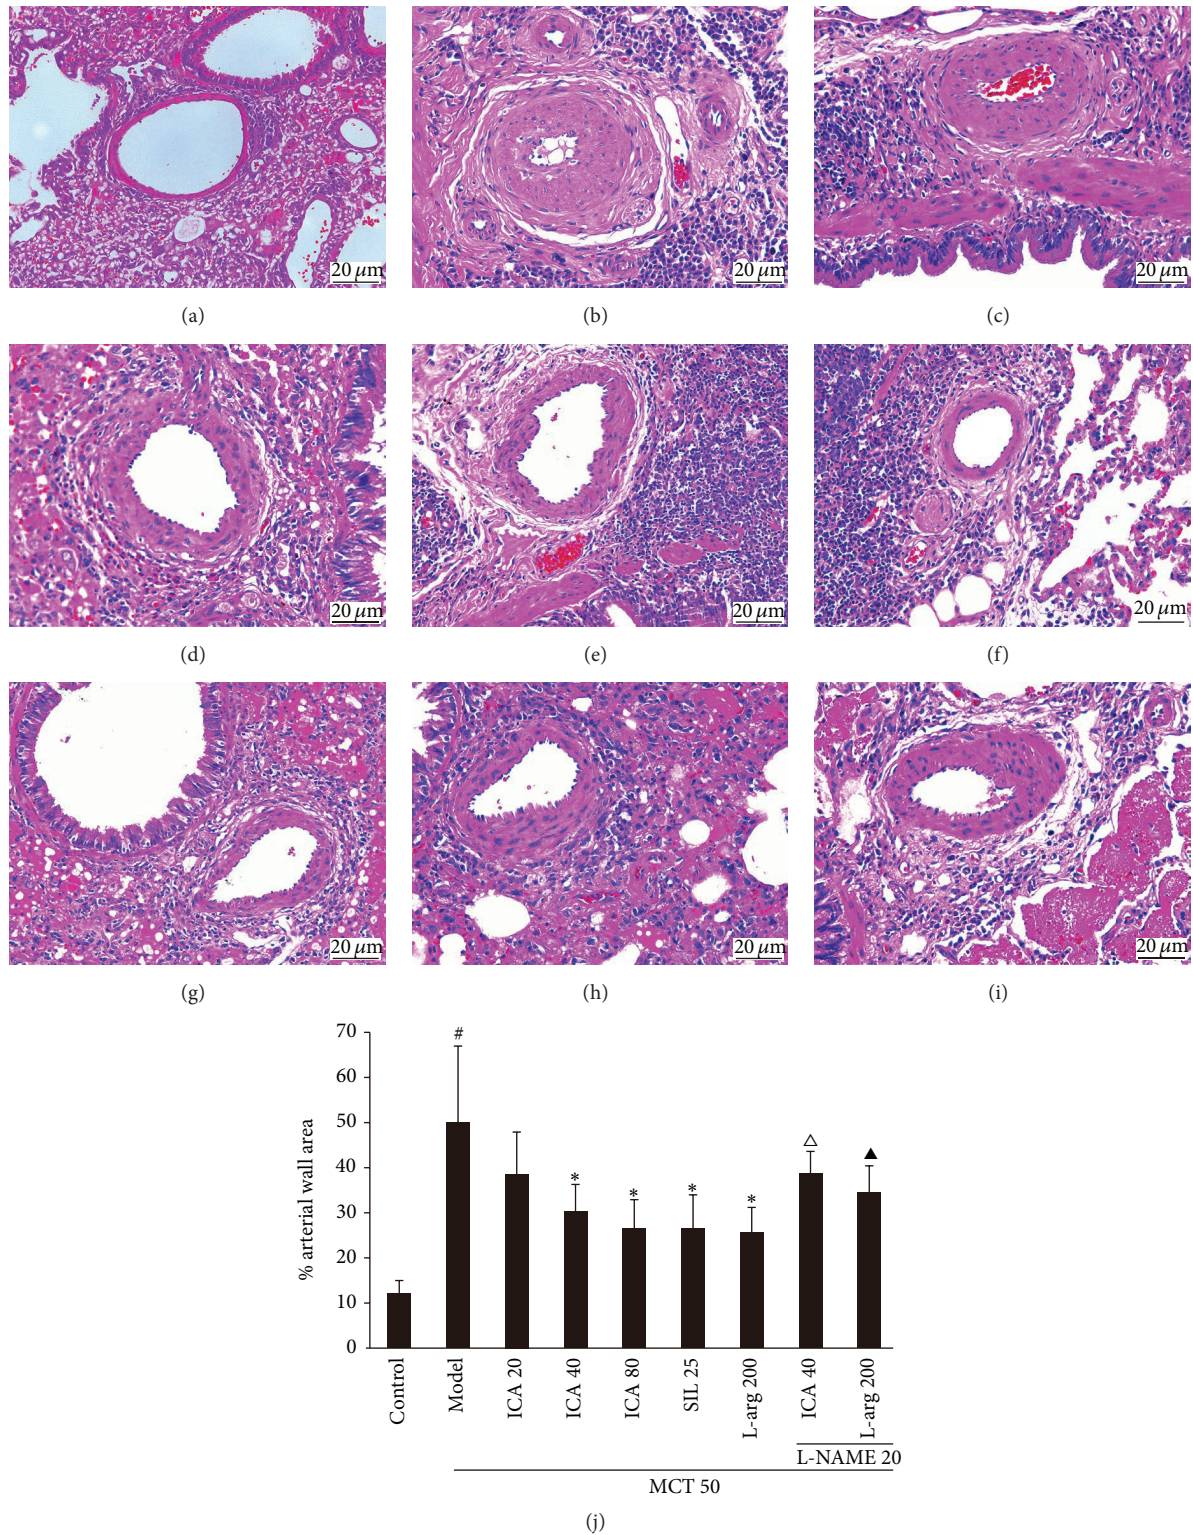 20 μm
20 μm
20 μm
(a)
(b)
(c)
20 μm
20 μm
20 μm
(d)
(e)
(f)
20 μm
20 μm
20 μm
(g)
(h)
(i)
70
60
50
40
30
20
10
0
% arterial wall area
#
*
*
*
*
△
▲
Control
Model
ICA 20
ICA 40
ICA 80
SIL 25
L-arg 200
ICA 40
L-arg 200
L-NAME 20
MCT 50
(j)